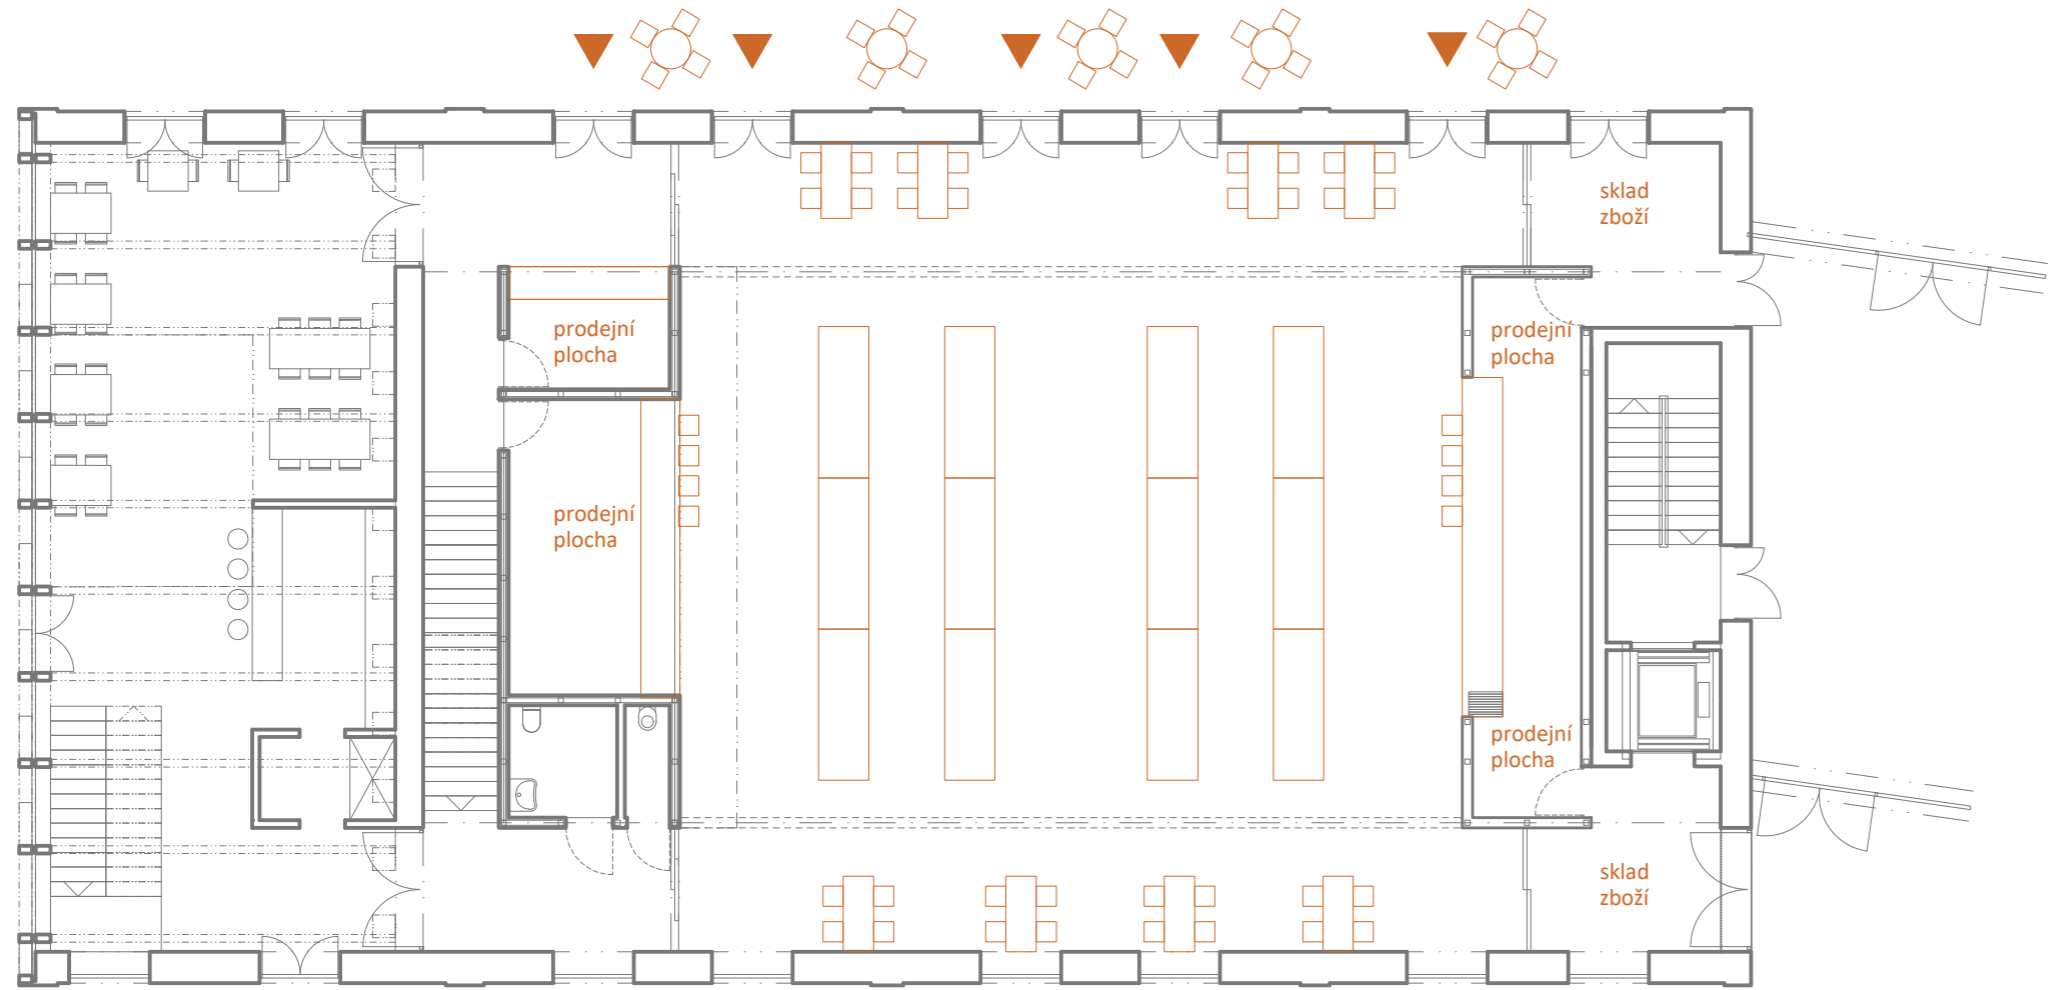 sklad
zboží
prodejní
plocha
prodejní
plocha
prodejní
plocha
prodejní
plocha
sklad
zboží